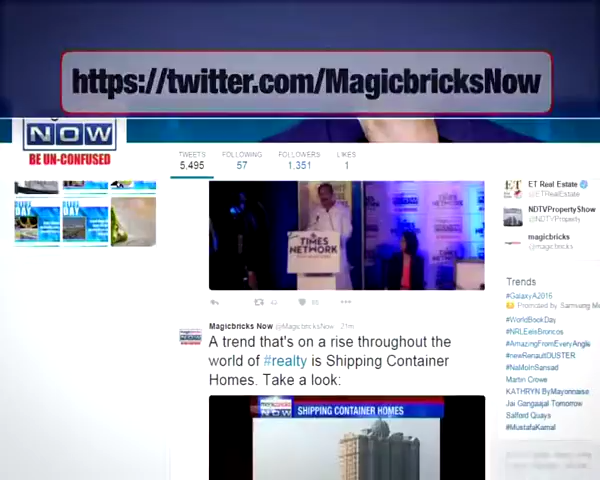 https://twitter.com/MagicbricksNow
NOW
BE UN-CONFUSED
TWEETS
FOLLOWING
FOLLOWERS
LIKES
5,495
57
1,351
1
TIMES
NETWORK
Magicbricks Now @MagicbricksNow 21m
A trend that's on a rise throughout the
world of #realty is Shipping Container
Homes. Take a look:
NOW
SHIPPING CONTAINER HOMES
ET
ET Real Estate
@ETRealEstate
NDTVPropertyShow
@NDTVProperty
magicbricks
@magicbricks
Trends
#GalaxyA2016
Promoted by Samsung
#WorldBookDay
#NRLEelsBroncos
#AmazingFromEveryAngle
#newRenaultDUSTER
#NaMoInSansad
Martin Crowe
KATHRYN ByMayonnaise
Jai Gangaajal Tomorrow
Salford Quays
#MustafaKamal